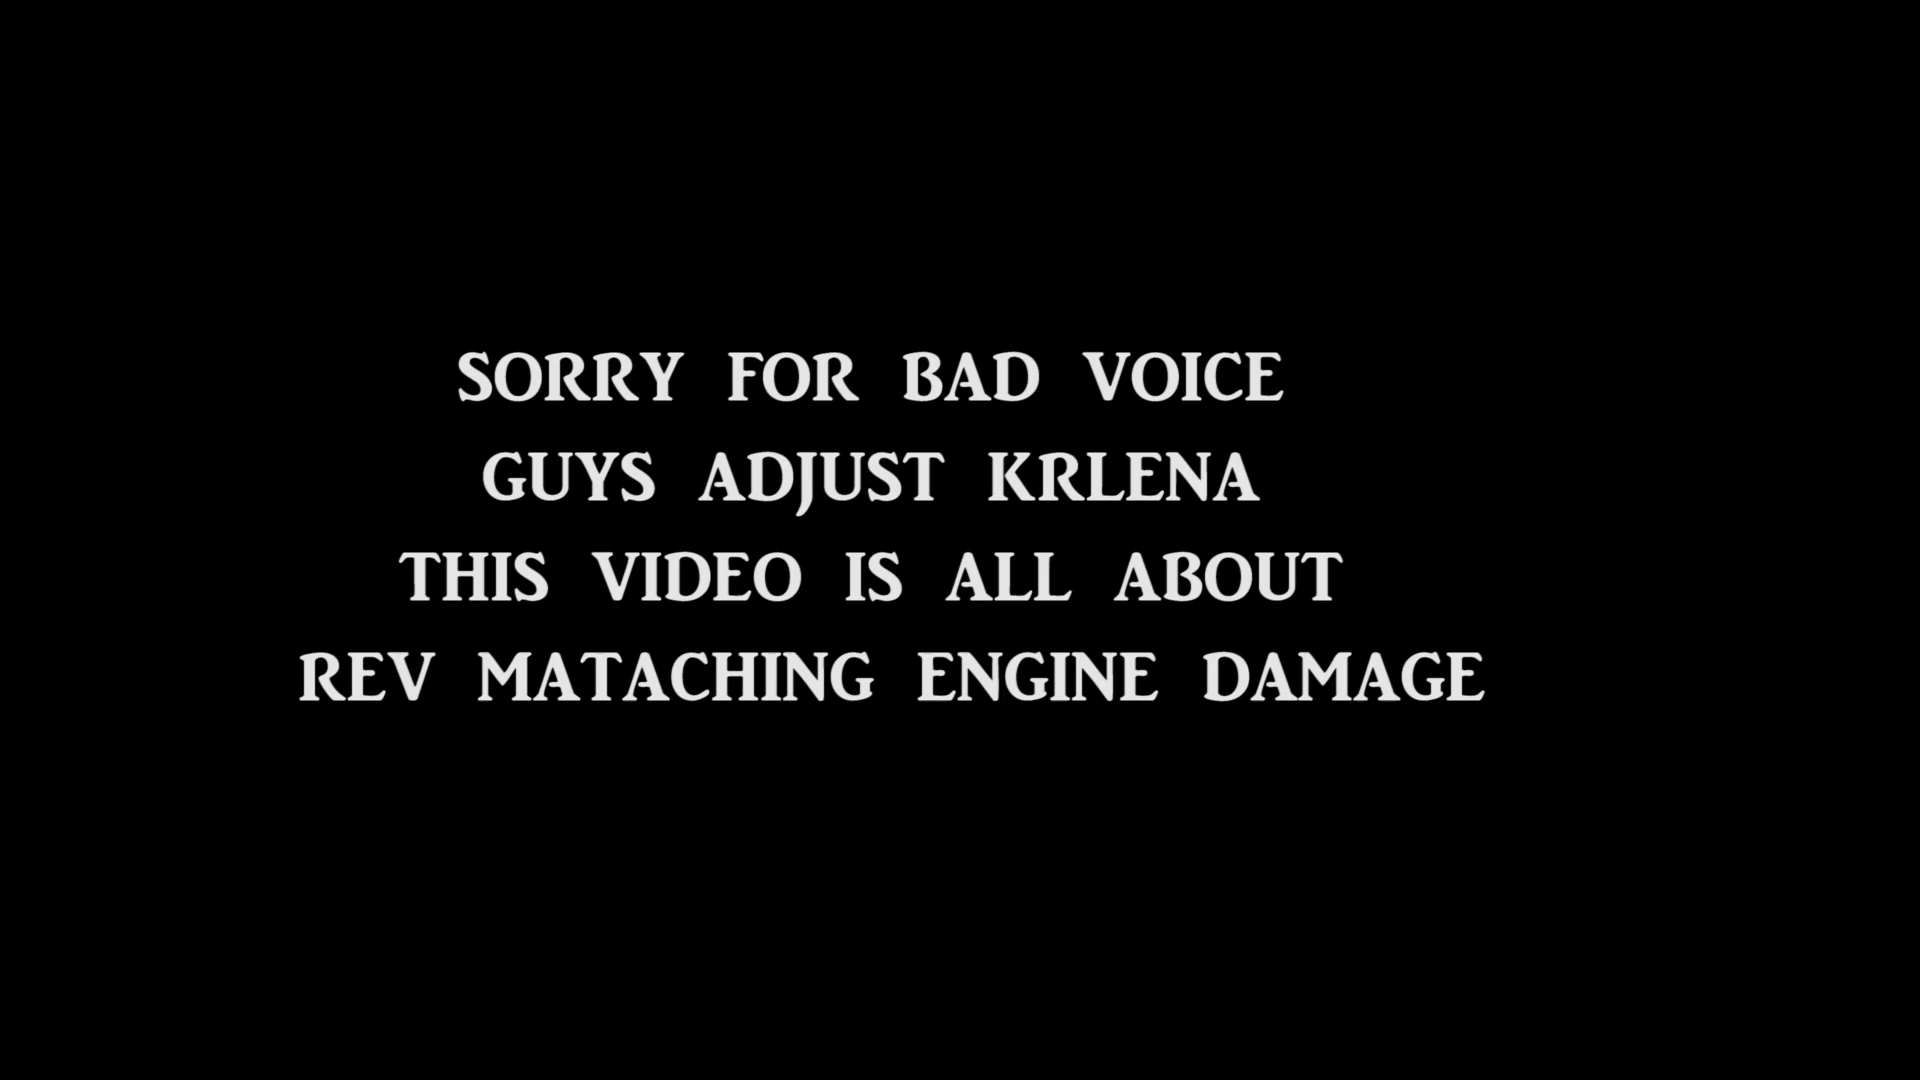 SORRY FOR BAD VOICE
GUYS ADJUST KRLENA
THIS VIDEO IS ALL ABOUT
REV MATACHING ENGINE DAMAGE